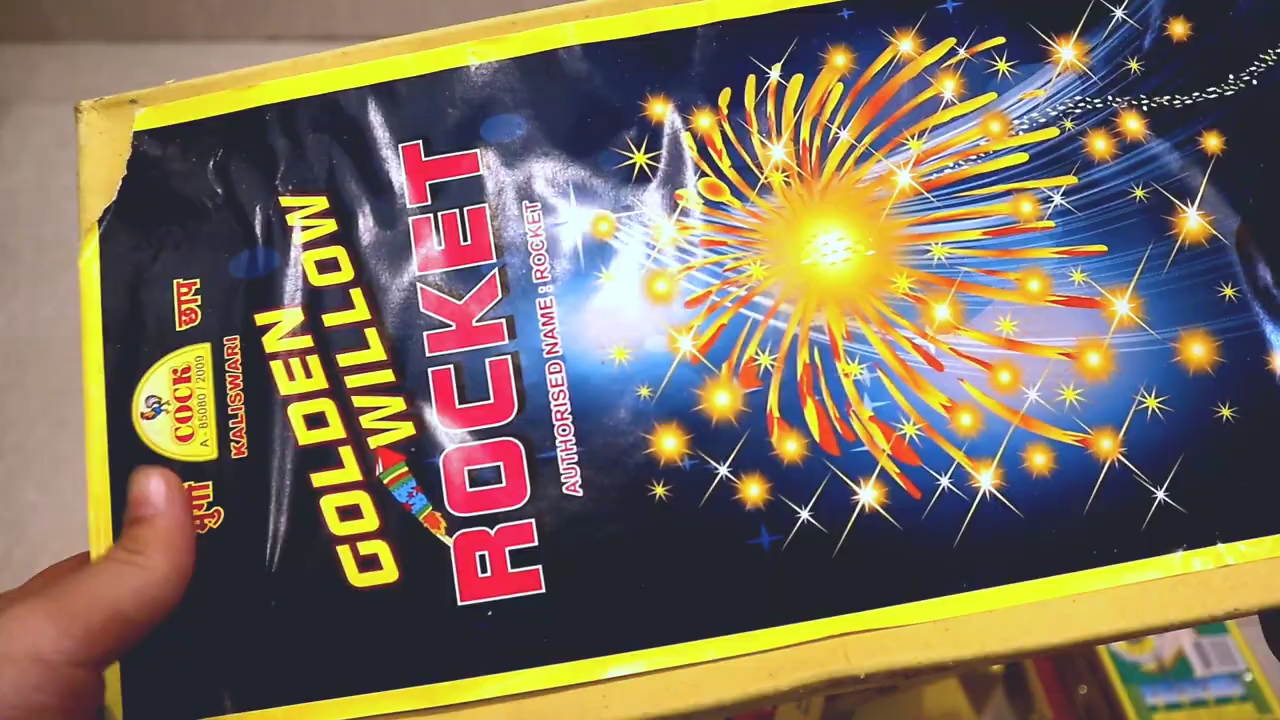 मुर्गा छाप
COCK
A - 85080 / 2009
KALISWARI
GOLDEN
WILLOW
ROCKET
AUTHORISED NAME : ROCKET